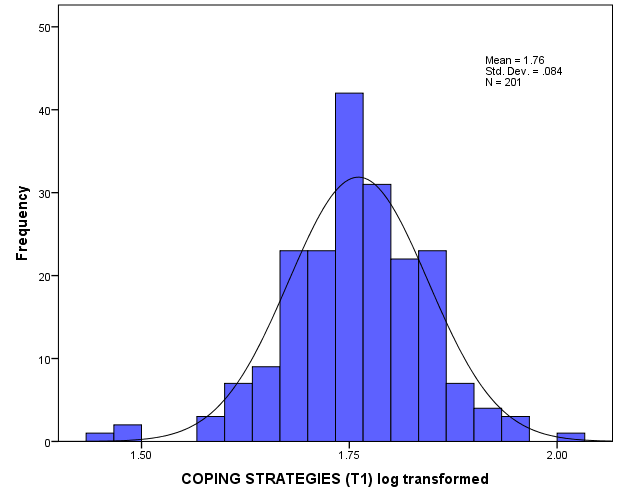 50
40
30
20
10
0
Frequency
Mean = 1.76
Std. Dev. = .084
N = 201
1.50
1.75
2.00
COPING STRATEGIES (T1) log transformed